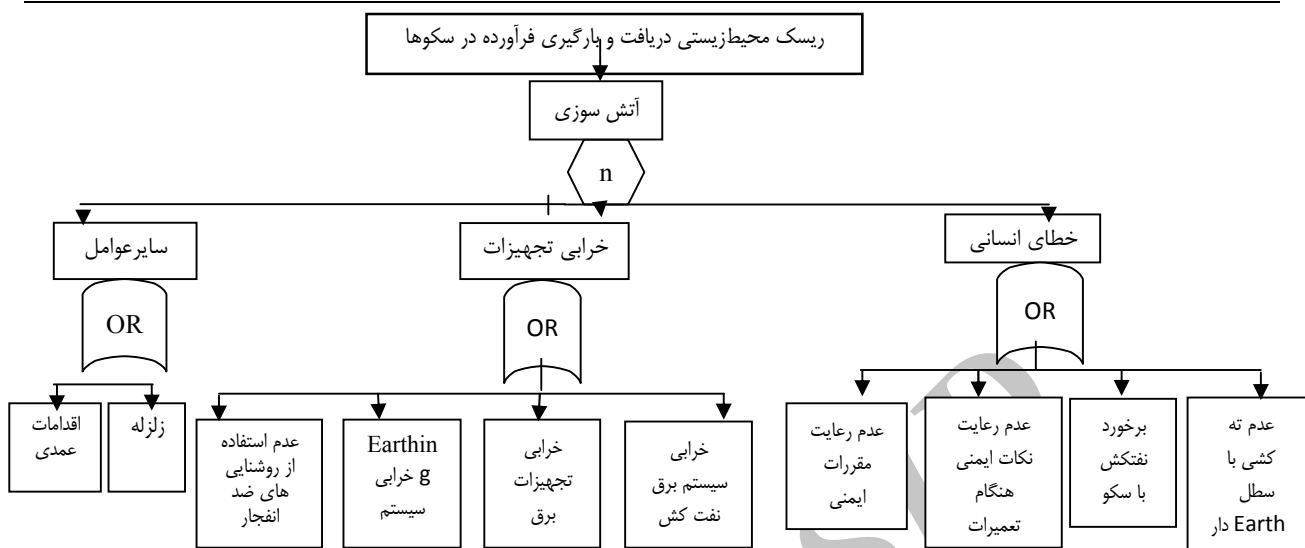 ریسک محیط‌زیستی دریافت و بارگیری فرآورده در سکوها
آتش سوزی
n
خطای انسانی
خرابی تجهیزات
سایرعوامل
OR
OR
OR
عدم ته
کشی با
سطل
Earth دار
برخورد
نفتکش
با سکو
عدم رعایت
نکات ایمنی
هنگام
تعمیرات
عدم رعایت
مقررات
ایمنی
خرابی
سیستم برق
نفت کش
خرابی
تجهیزات
برق
Earthin
g خرابی
سیستم
عدم استفاده
از روشنایی
های ضد
انفجار
زلزله
اقدامات
عمدی